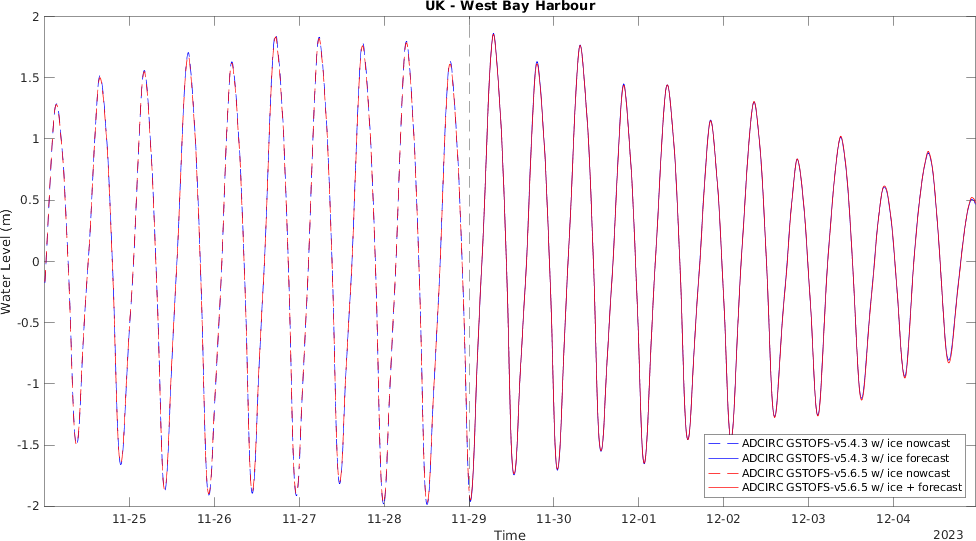 UK - West Bay Harbour
2
1.5
1
0.5
0
-0.5
-1
-1.5
-2
Water Level (m)
11-25 11-26 11-27 11-28 11-29 11-30 12-01 12-02 12-03 12-04
Time
2023
ADCIRC GSTOFS-v5.4.3 w/ ice nowcast
ADCIRC GSTOFS-v5.4.3 w/ ice forecast
ADCIRC GSTOFS-v5.6.5 w/ ice nowcast
ADCIRC GSTOFS-v5.6.5 w/ ice + forecast